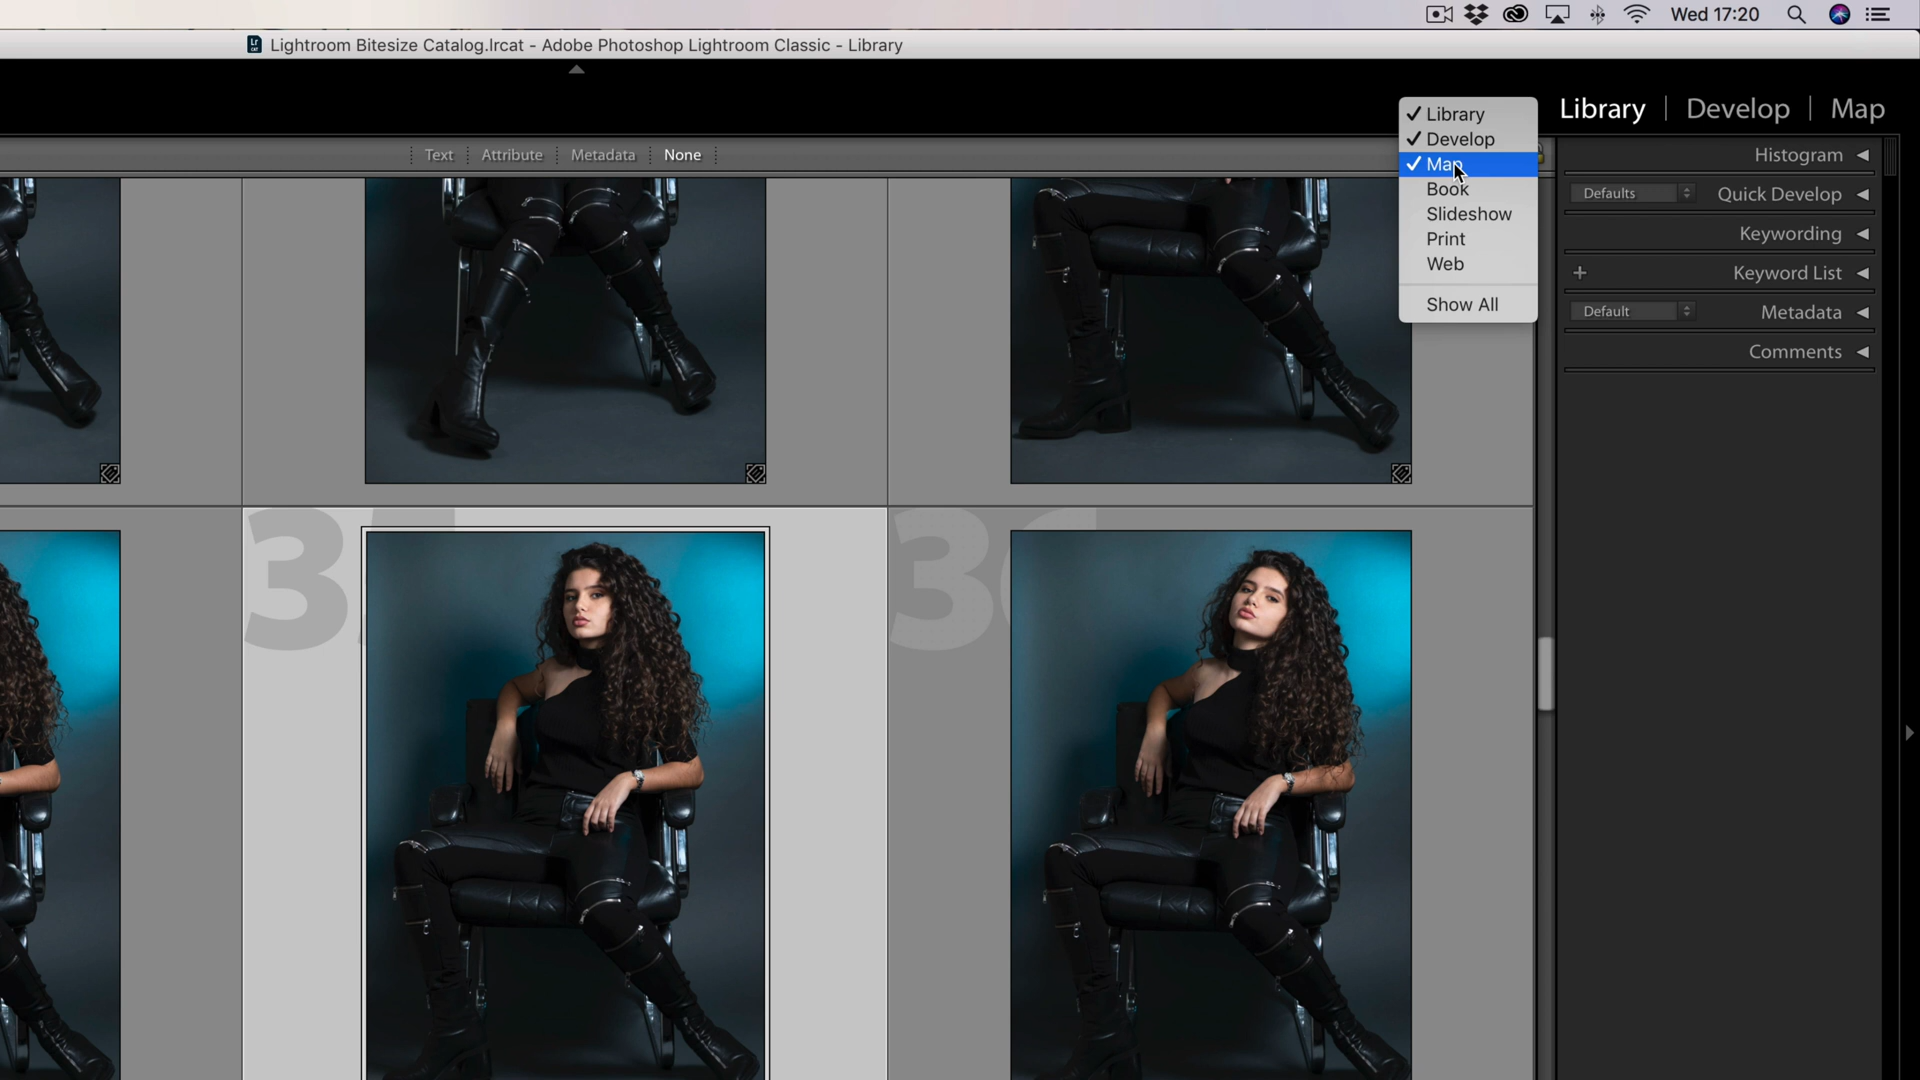 Wed 17:20
Lightroom Bitesize Catalog.lrcat - Adobe Photoshop Lightroom Classic - Library
Library | Develop | Map
✓ Library
✓ Develop
✓ Map
Book
Slideshow
Print
Web
Show All
Text Attribute Metadata None
Histogram
Defaults Quick Develop
Keywording
+ Keyword List
Default Metadata
Comments